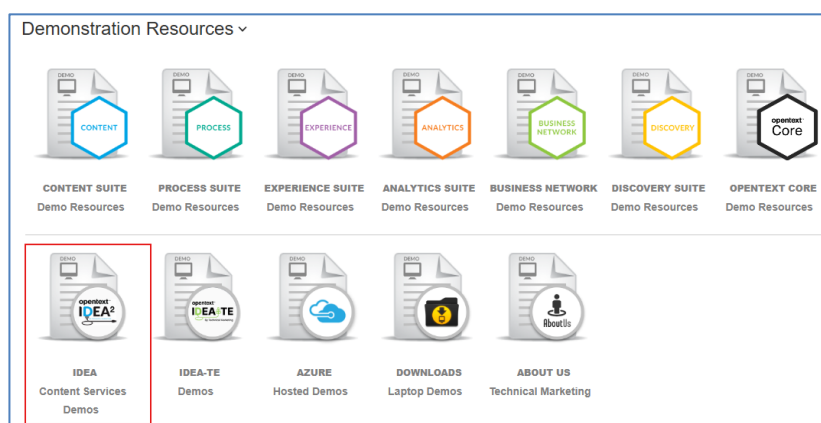 Demonstration Resources
DEMO DEMO DEMO DEMO DEMO DEMO DEMO
CONTENT PROCESS EXPERIENCE ANALYTICS BUSINESS NETWORK DISCOVERY opentext Core
CONTENT SUITE PROCESS SUITE EXPERIENCE SUITE ANALYTICS SUITE BUSINESS NETWORK DISCOVERY SUITE OPENTEXT CORE
Demo Resources Demo Resources Demo Resources Demo Resources Demo Resources Demo Resources Demo Resources
DEMO DEMO DEMO DEMO DEMO
opentext IDEA² opentext IDEA-TE AboutUs
IDEA IDEA-TE AZURE DOWNLOADS ABOUT US
Content Services Demos Hosted Demos Laptop Demos Technical Marketing
Demos